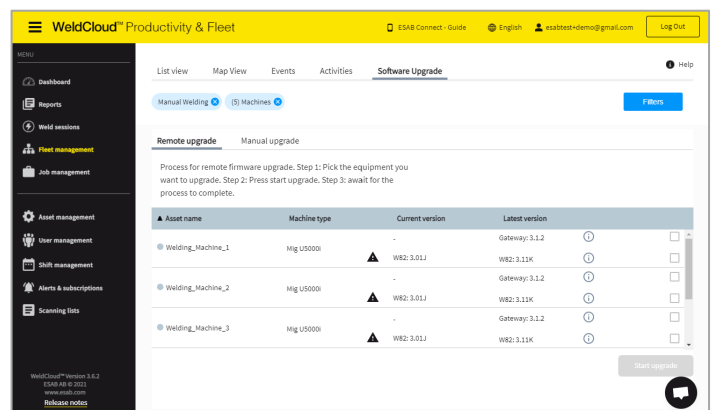 WeldCloud™ Productivity & Fleet
ESAB Connect - Guide
English
esabtest+demo@gmail.com
Log Out
MENU
Dashboard
Reports
Weld sessions
Fleet management
Job management
Asset management
User management
Shift management
Alerts & subscriptions
Scanning lists
WeldCloud™ Version 3.6.2
ESAB AB © 2021
www.esab.com
Release notes
List view Map View Events Activities Software Upgrade
Help
Manual Welding (5) Machines
Filters
Remote upgrade Manual upgrade
Process for remote firmware upgrade. Step 1: Pick the equipment you
want to upgrade. Step 2: Press start upgrade. Step 3: await for the
process to complete.
Asset name Machine type Current version Latest version
- Gateway: 3.1.2
Welding_Machine_1 Mig U5000i
W82: 3.01J W82: 3.11K
- Gateway: 3.1.2
Welding_Machine_2 Mig U5000i
W82: 3.01J W82: 3.11K
- Gateway: 3.1.2
Welding_Machine_3 Mig U5000i
W82: 3.01J W82: 3.11K
Start upgrade